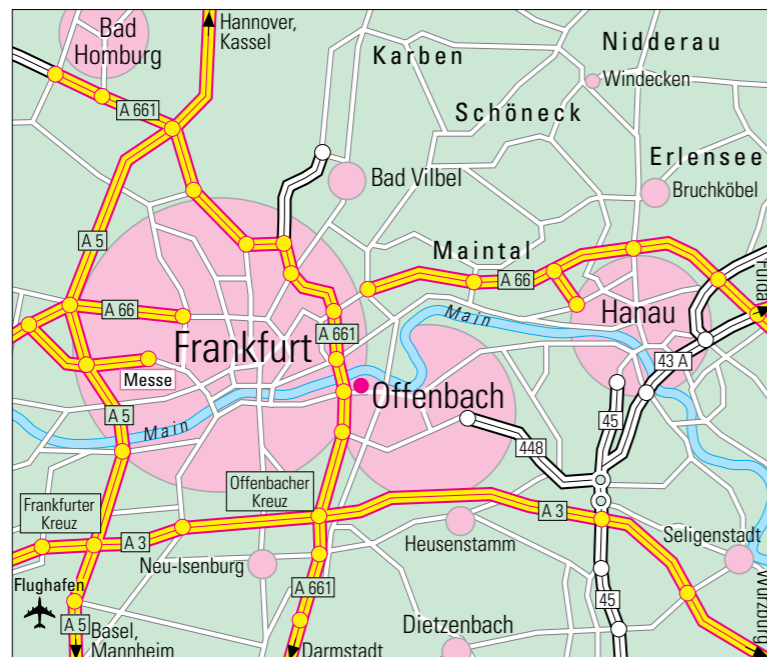 Bad
Homburg
Hannover,
Kassel
Karben
Nidderau
Windecken
A 661
Schöneck
Erlensee
Bad Vilbel
Bruchköbel
A 5
Maintal
A 66
Fulda
A 66
A 661
Main
Hanau
Frankfurt
Messe
43 A
Offenbach
45
A 5
Main
448
Offenbacher
Kreuz
Frankfurter
Kreuz
A 3
A 3
Heusenstamm
Seligenstadt
Neu-Isenburg
Flughafen
A 661
45
Würzburg
A 5
Basel,
Mannheim
Darmstadt
Dietzenbach